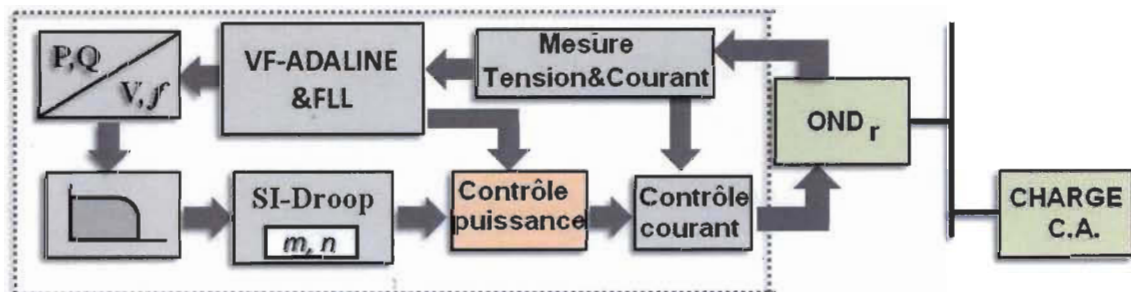 P,Q
V,f
VF-ADALINE
&FLL
Mesure
Tension&Courant
OND r
SI-Droop
m, n
Contrôle
puissance
Contrôle
courant
CHARGE
C.A.